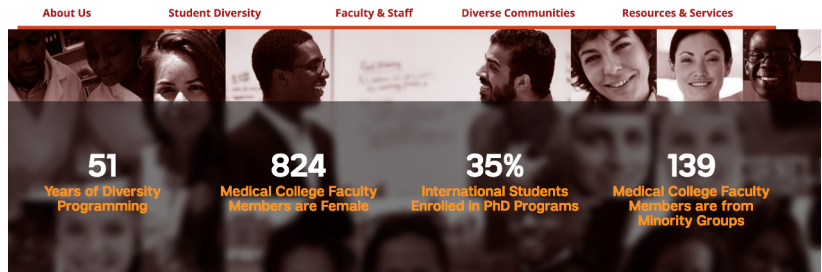 About Us Student Diversity Faculty & Staff Diverse Communities Resources & Services
51 824 35% 139
Years of Diversity Programming
Medical College Faculty Members are Female
International Students Enrolled in PhD Programs
Medical College Faculty Members are from Minority Groups